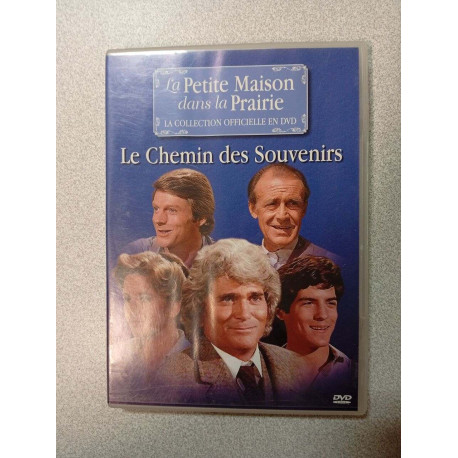 La Petite Maison
dans la Prairie
LA COLLECTION OFFICIELLE EN DVD
Le Chemin des Souvenirs
DVD